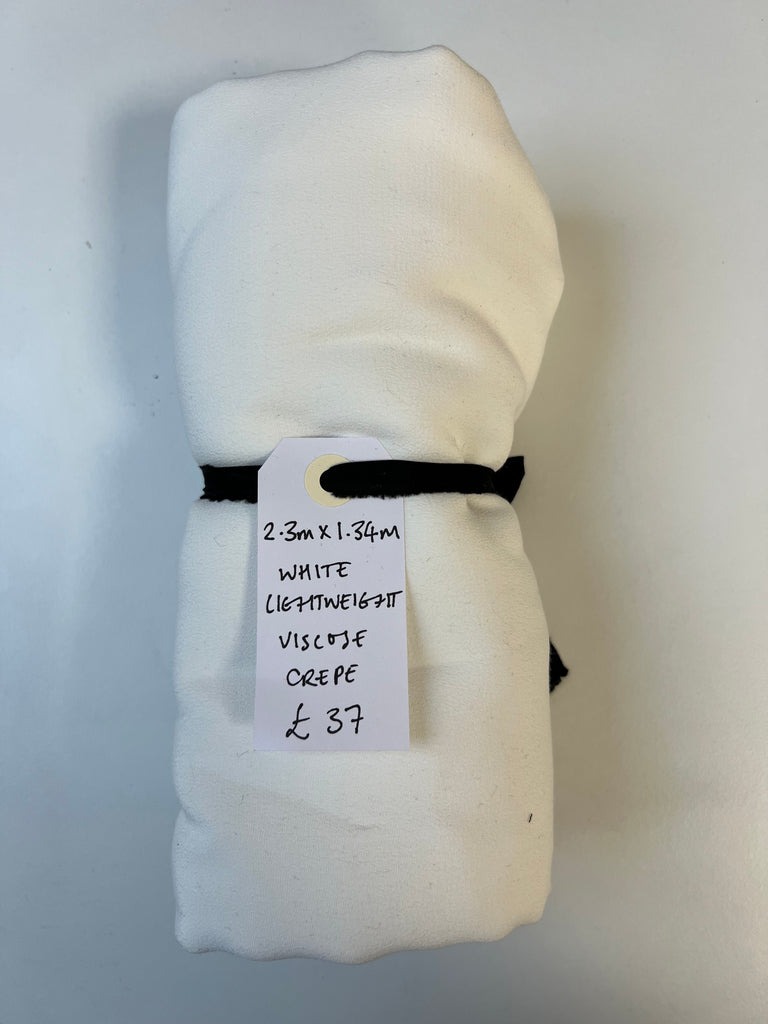 2.3m x 1.34m
WHITE
LIGHTWEIGHT
VISCOSE
CREPE
£37